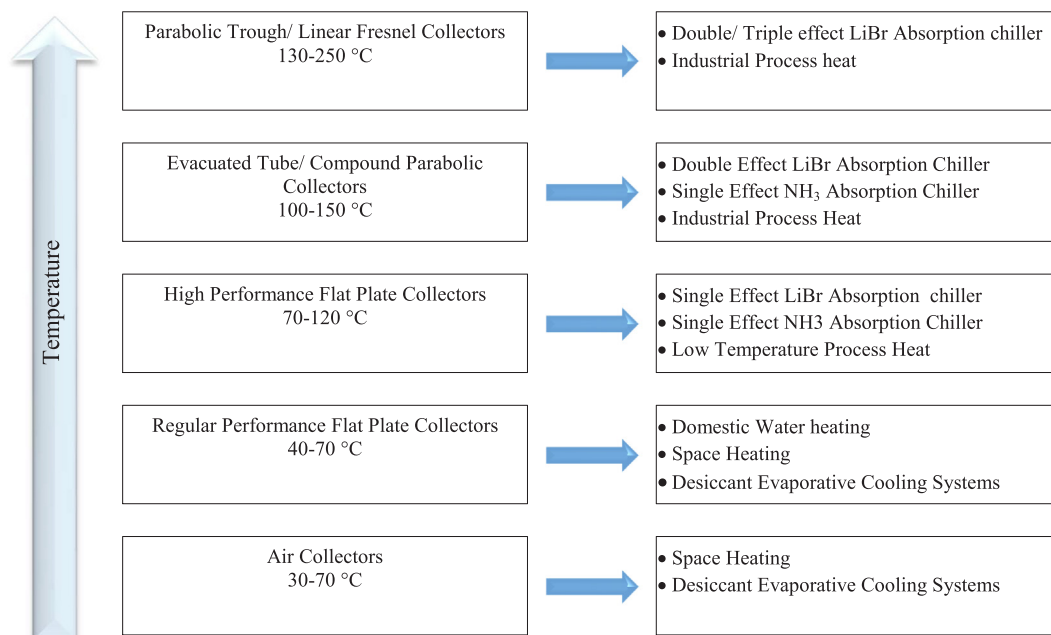 Temperature
Parabolic Trough/ Linear Fresnel Collectors
130-250 °C
• Double/ Triple effect LiBr Absorption chiller
• Industrial Process heat
Evacuated Tube/ Compound Parabolic
Collectors
100-150 °C
• Double Effect LiBr Absorption Chiller
• Single Effect NH₃ Absorption Chiller
• Industrial Process Heat
High Performance Flat Plate Collectors
70-120 °C
• Single Effect LiBr Absorption  chiller
• Single Effect NH3 Absorption Chiller
• Low Temperature Process Heat
Regular Performance Flat Plate Collectors
40-70 °C
• Domestic Water heating
• Space Heating
• Desiccant Evaporative Cooling Systems
Air Collectors
30-70 °C
• Space Heating
• Desiccant Evaporative Cooling Systems